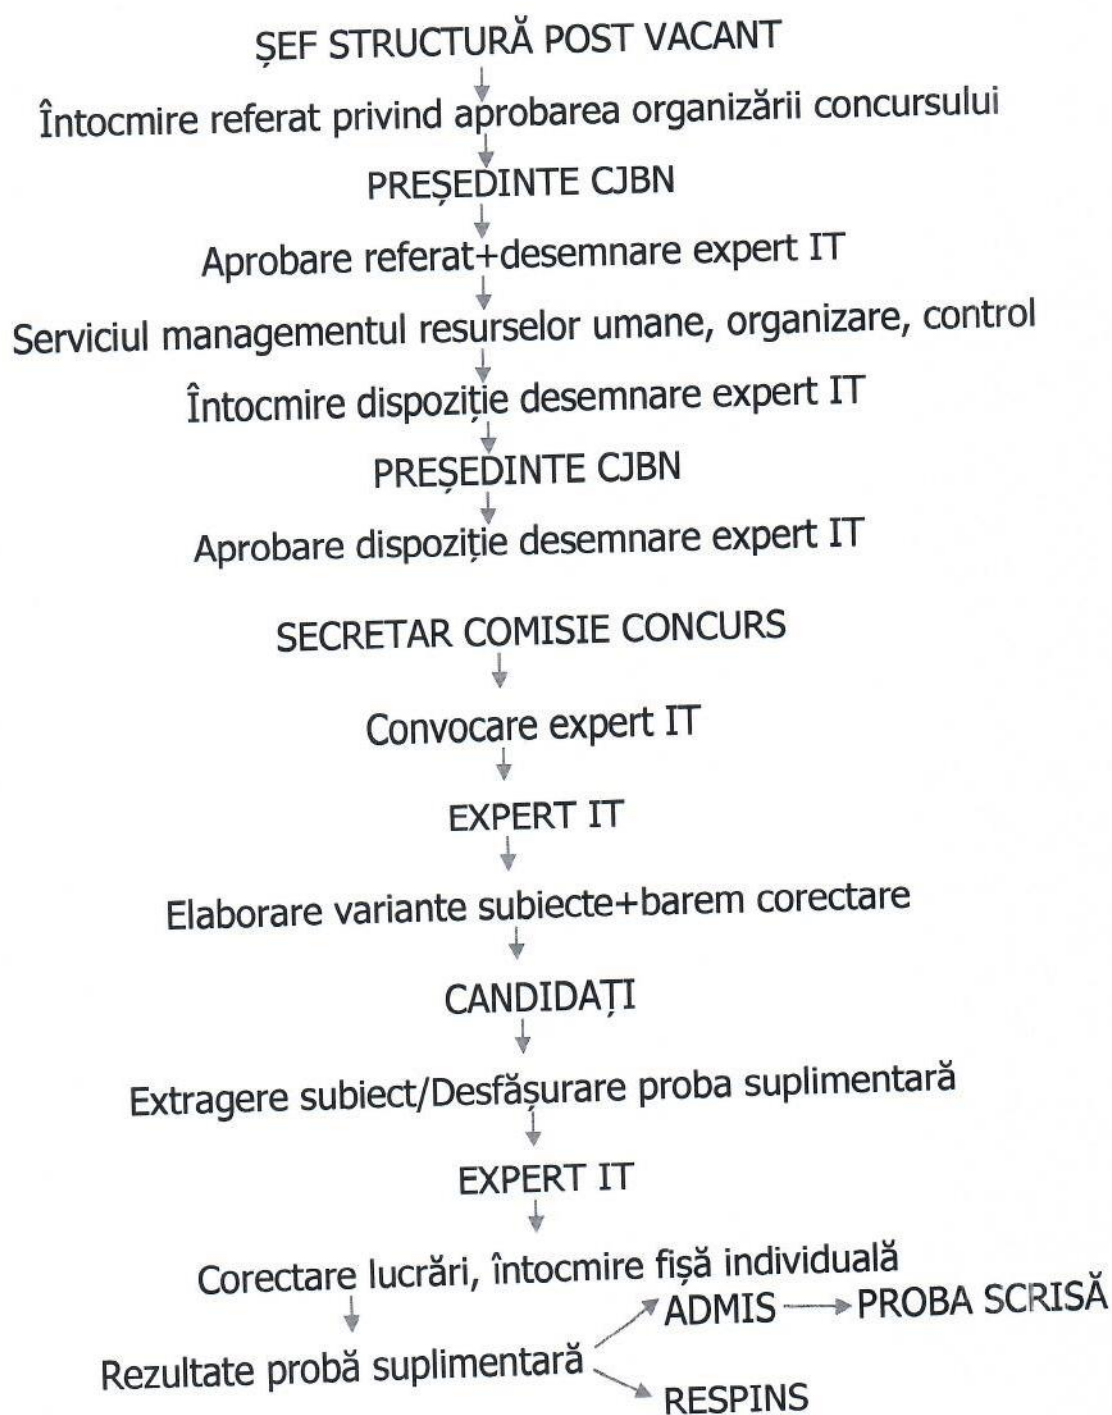 ȘEF STRUCTURĂ POST VACANT
Întocmire referat privind aprobarea organizării concursului
PREȘEDINTE CJBN
Aprobare referat+desemnare expert IT
Serviciul managementul resurselor umane, organizare, control
Întocmire dispoziție desemnare expert IT
PREȘEDINTE CJBN
Aprobare dispoziție desemnare expert IT
SECRETAR COMISIE CONCURS
Convocare expert IT
EXPERT IT
Elaborare variante subiecte+barem corectare
CANDIDAȚI
Extragere subiect/Desfășurare proba suplimentară
EXPERT IT
Corectare lucrări, întocmire fișă individuală
ADMIS PROBA SCRISĂ
Rezultate probă suplimentară
RESPINS